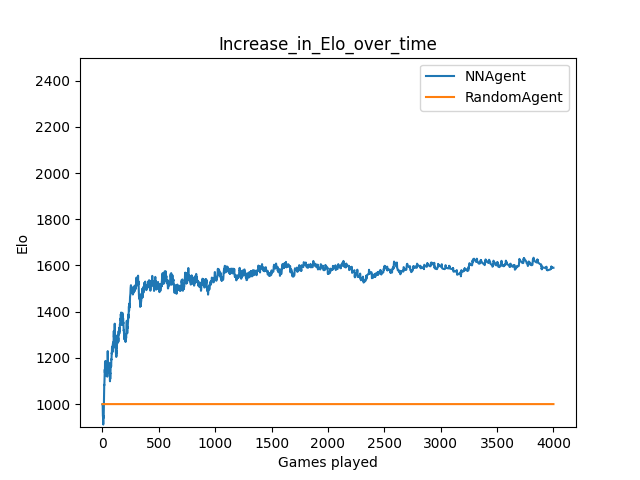 Increase_in_Elo_over_time
NNAgent
RandomAgent
2400
2200
2000
1800
1600
1400
1200
1000
Elo
0 500 1000 1500 2000 2500 3000 3500 4000
Games played